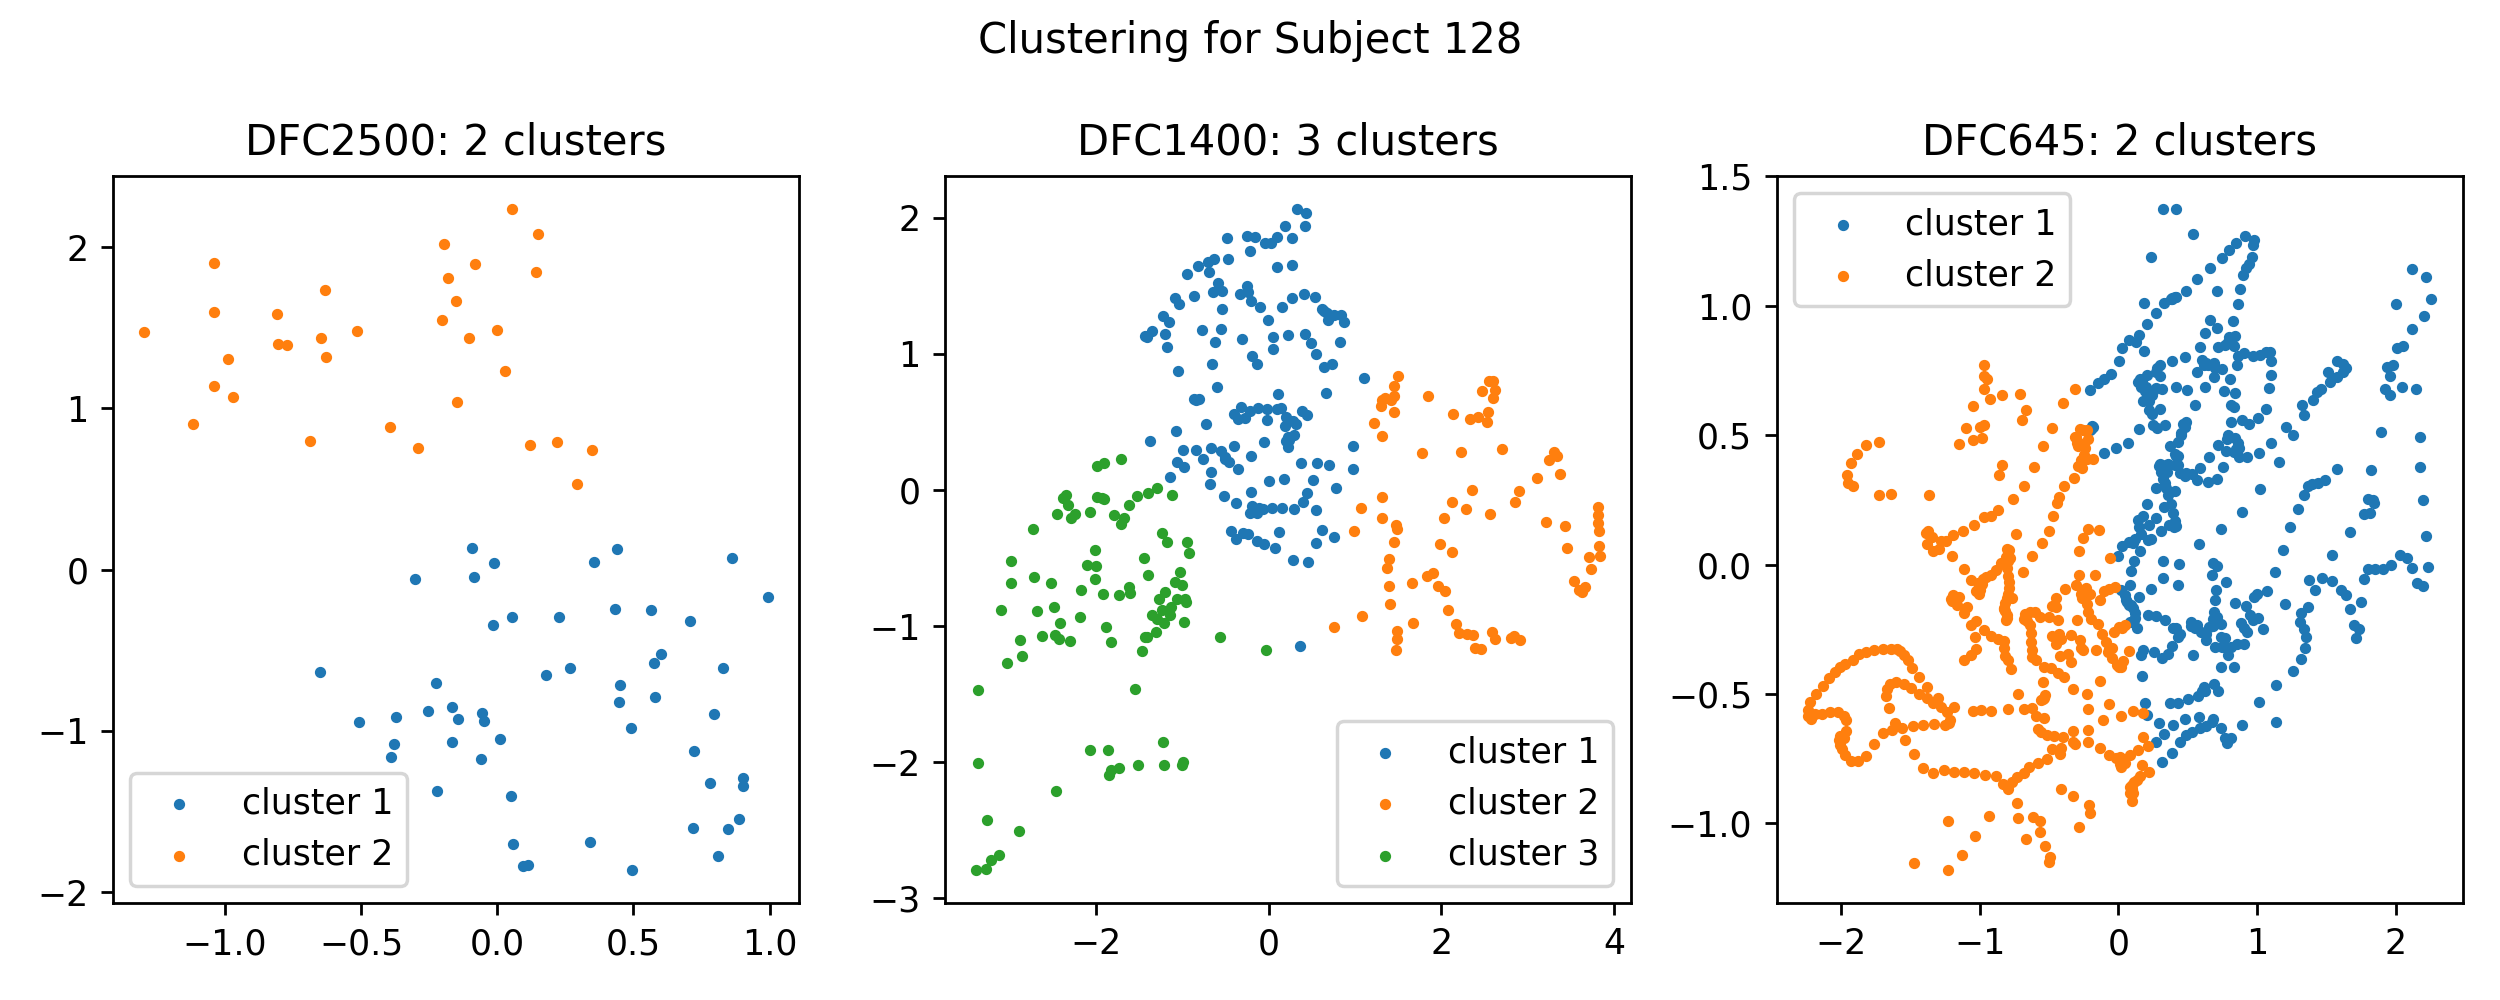 Clustering for Subject 128
DFC2500: 2 clusters
2
1
0
−1
−2
−1.0
−0.5
0.0
0.5
1.0
cluster 1
cluster 2
DFC1400: 3 clusters
2
1
0
−1
−2
−3
−2
0
2
4
cluster 1
cluster 2
cluster 3
DFC645: 2 clusters
1.5
1.0
0.5
0.0
−0.5
−1.0
−2
−1
0
1
2
cluster 1
cluster 2